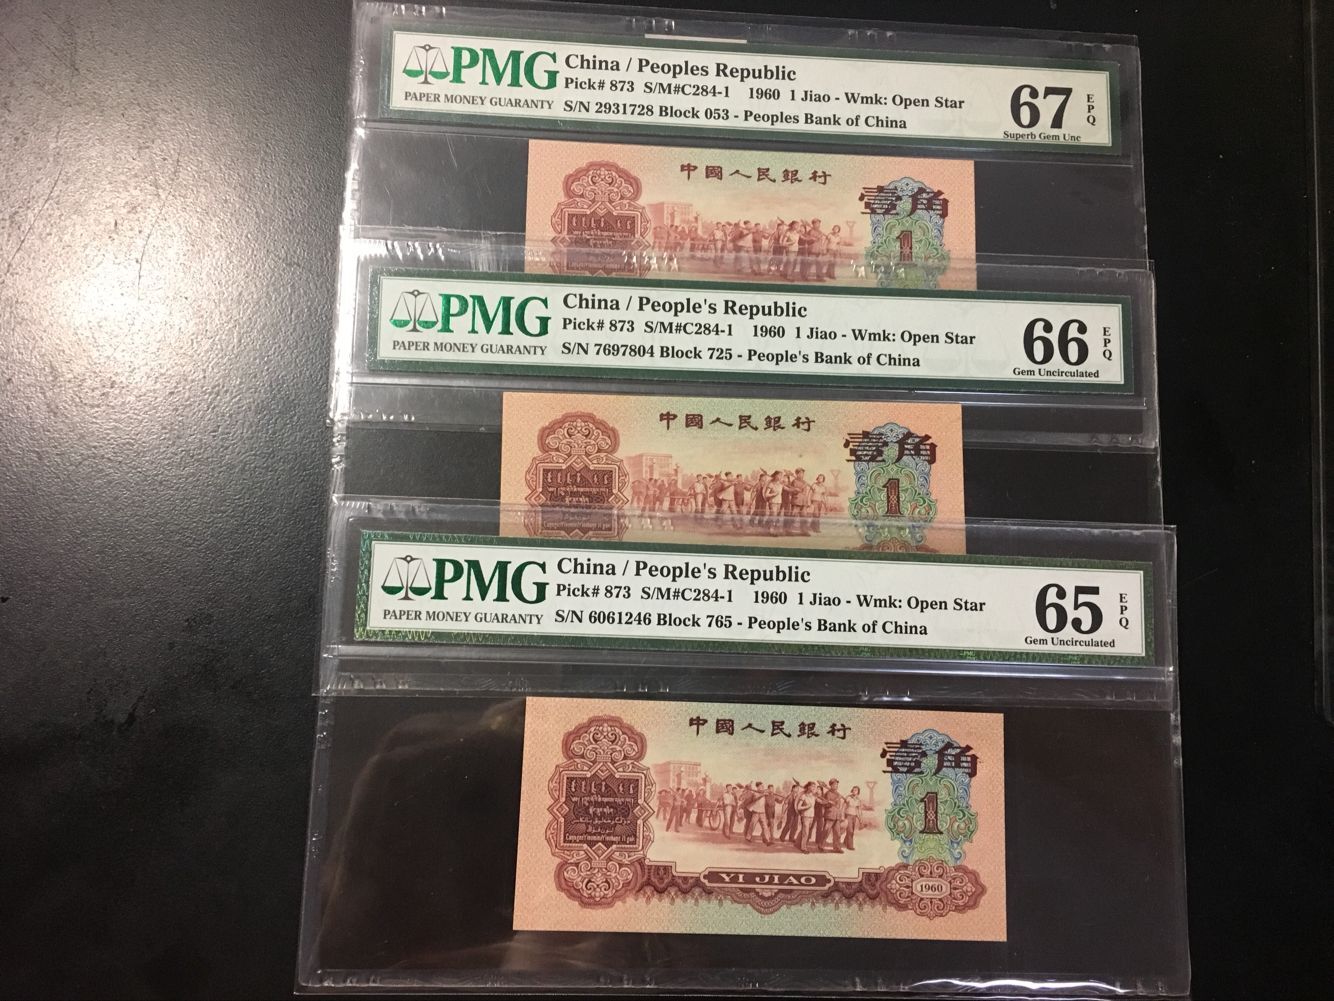 PMG
PAPER MONEY GUARANTY
China / Peoples Republic
Pick# 873 S/M#C284-1 1960 1 Jiao - Wmk: Open Star
S/N 2931728 Block 053 - Peoples Bank of China
67 EPQ
Superb Gem Unc
中國人民銀行
壹角
1
PMG
PAPER MONEY GUARANTY
China / People's Republic
Pick# 873 S/M#C284-1 1960 1 Jiao - Wmk: Open Star
S/N 7697804 Block 725 - People's Bank of China
66 EPQ
Gem Uncirculated
中國人民銀行
壹角
1
PMG
PAPER MONEY GUARANTY
China / People's Republic
Pick# 873 S/M#C284-1 1960 1 Jiao - Wmk: Open Star
S/N 6061246 Block 765 - People's Bank of China
65 EPQ
Gem Uncirculated
中國人民銀行
壹角
1
YI JIAO
1960